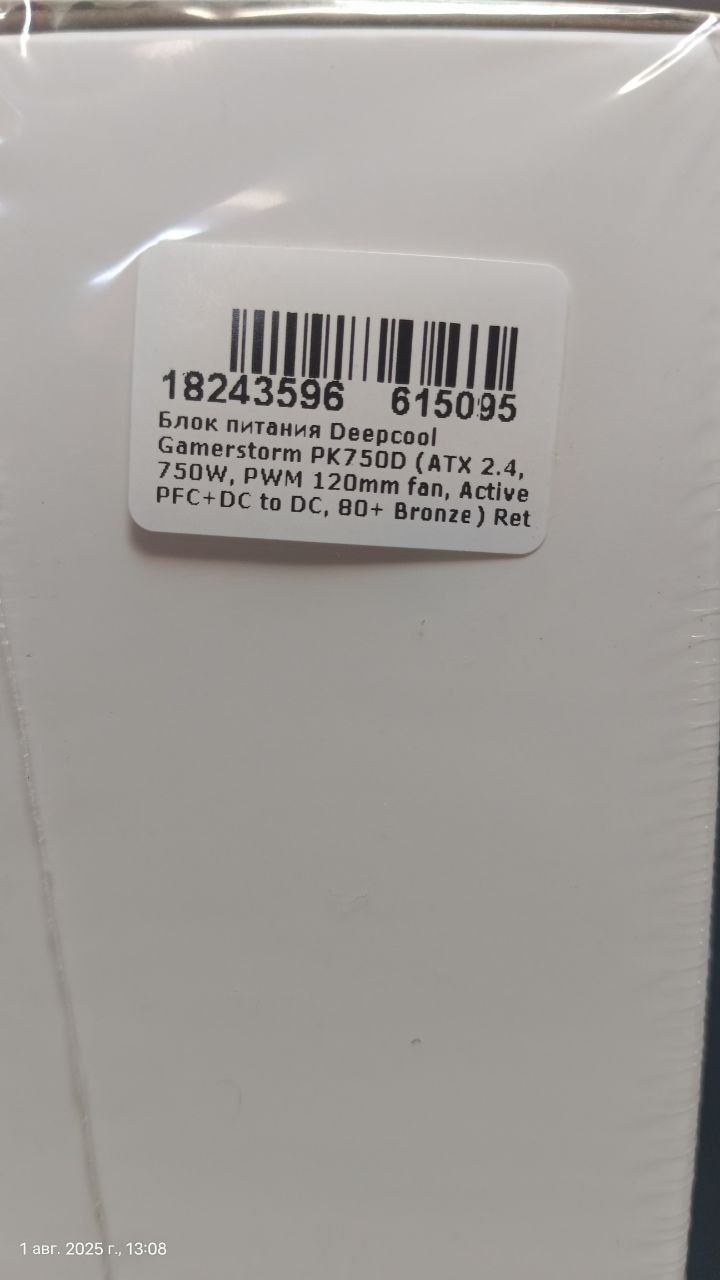 18243596 615095
Блок питания Deepcool
Gamerstorm PK750D (ATX 2.4,
750W, PWM 120mm fan, Active
PFC+DC to DC, 80+ Bronze) Ret
1 авг. 2025 г., 13:08